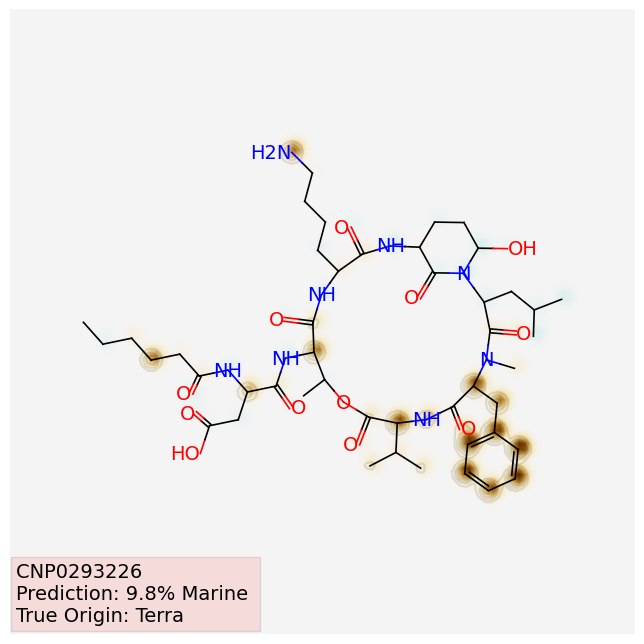 H2N
O
NH
OH
N
O
NH
O
NH
O
N
NH
O
O
O
NH
O
O
HO
O
CNP0293226
Prediction: 9.8% Marine
True Origin: Terra